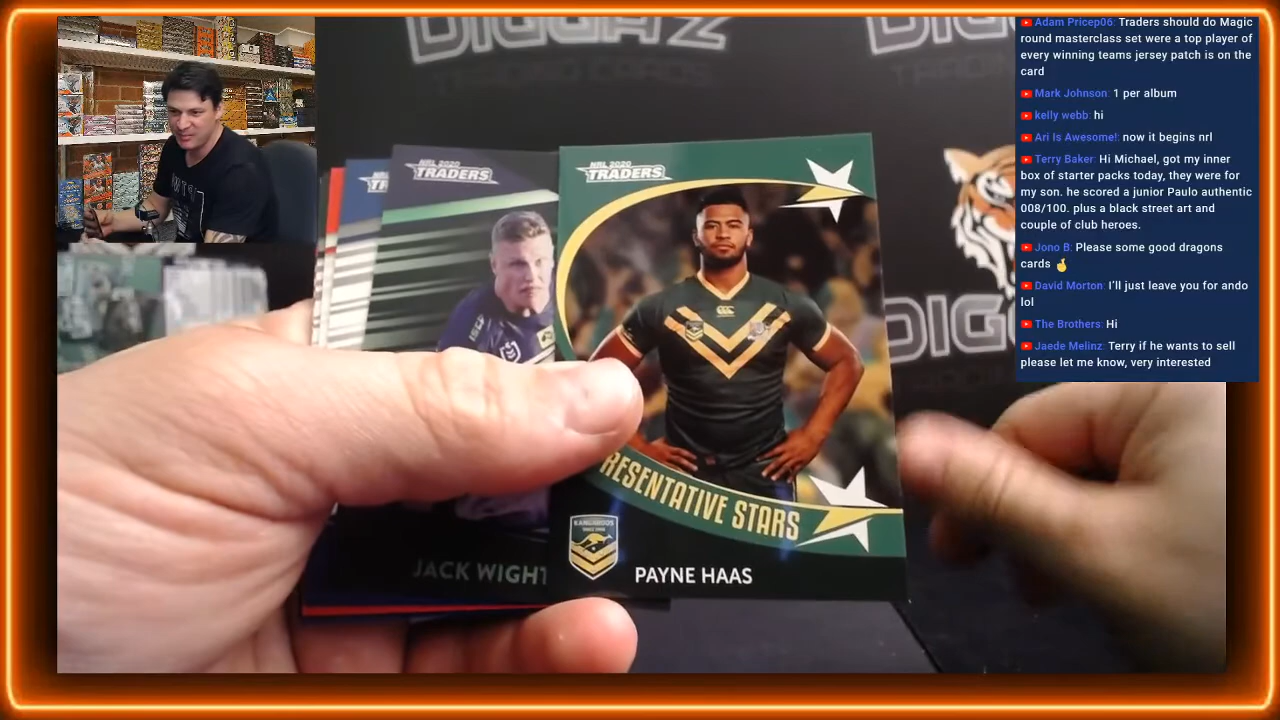 DIGGAZ
TRADING CARDS
DIGGAZ
NRL 2020
TRADERS
NRL 2020
TRADERS
RESENTATIVE STARS
KANGAROOS
JACK WIGHT
PAYNE HAAS
DIGG
Adam Pricep06: Traders should do Magic
round masterclass set were a top player of
every winning teams jersey patch is on the
card
Mark Johnson: 1 per album
kelly webb: hi
Ari Is Awesome!: now it begins nrl
Terry Baker: Hi Michael, got my inner
box of starter packs today, they were for
my son. he scored a junior Paulo authentic
008/100. plus a black street art and
couple of club heroes.
Jono B: Please some good dragons
cards 🤞
David Morton: I'll just leave you for ando
lol
The Brothers: Hi
Jaede Melinz: Terry if he wants to sell
please let me know, very interested